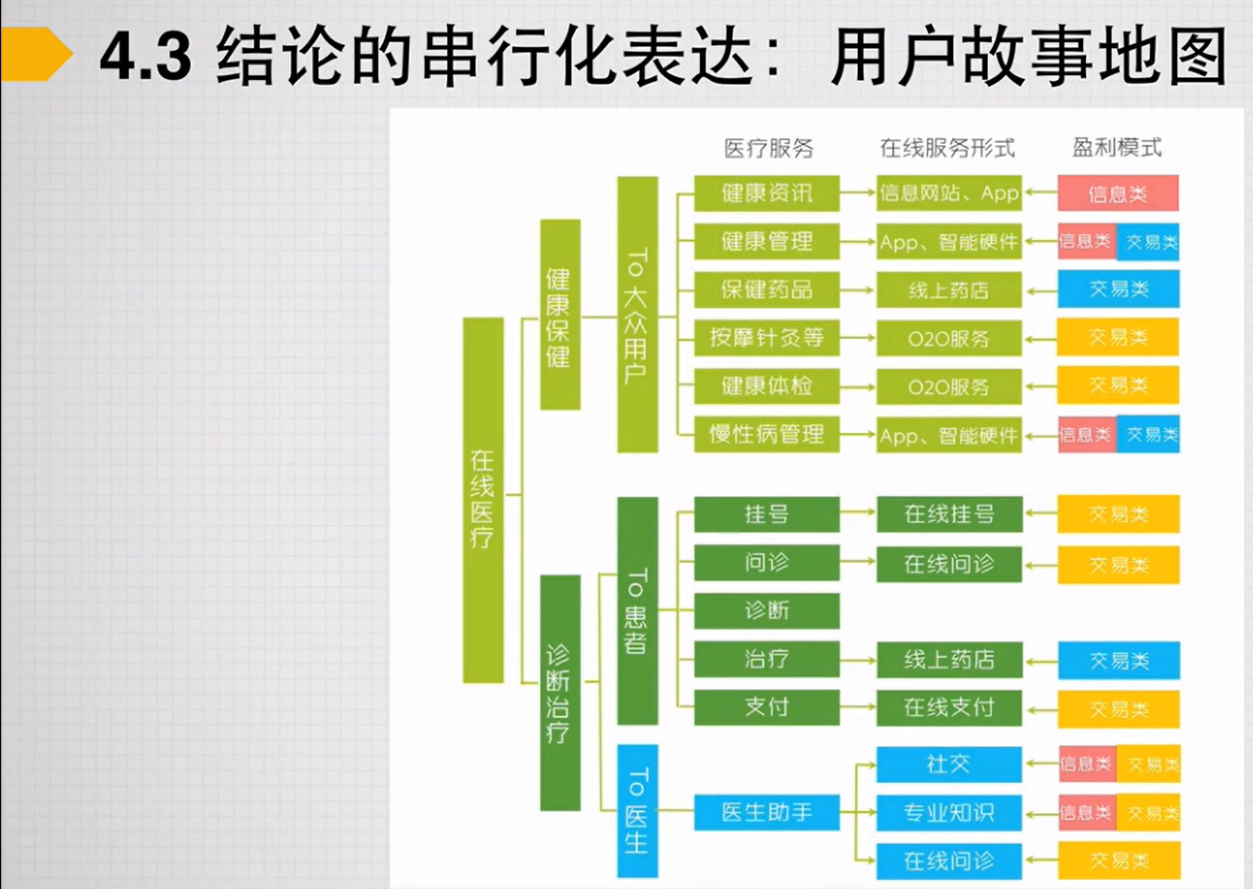 4.3 结论的串行化表达：用户故事地图
医疗服务 在线服务形式 盈利模式
在线医疗
健康保健
To大众用户
健康资讯 信息网站、App 信息类
健康管理 App、智能硬件 信息类 交易类
保健药品 线上药店 交易类
按摩针灸等 O2O服务 交易类
健康体检 O2O服务 交易类
慢性病管理 App、智能硬件 信息类 交易类
诊断治疗
To患者
挂号 在线挂号 交易类
问诊 在线问诊 交易类
诊断
治疗 线上药店 交易类
支付 在线支付 交易类
To医生
医生助手
社交 信息类 交易类
专业知识 信息类 交易类
在线问诊 交易类